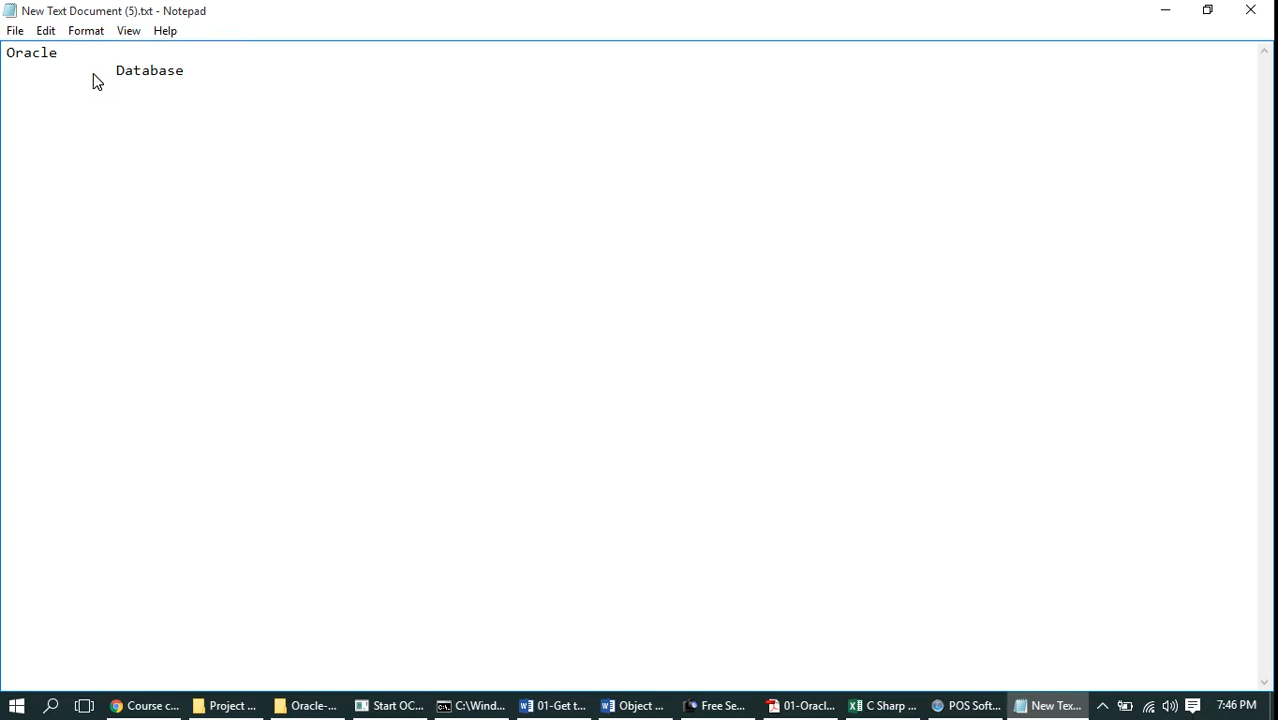 New Text Document (5).txt - Notepad
File Edit Format View Help
Oracle
Database
Course c...
Project ...
Oracle-...
Start OC...
C:\Wind...
01-Get t...
Object ...
Free Se...
01-Oracl...
C Sharp ...
POS Soft...
New Tex...
7:46 PM